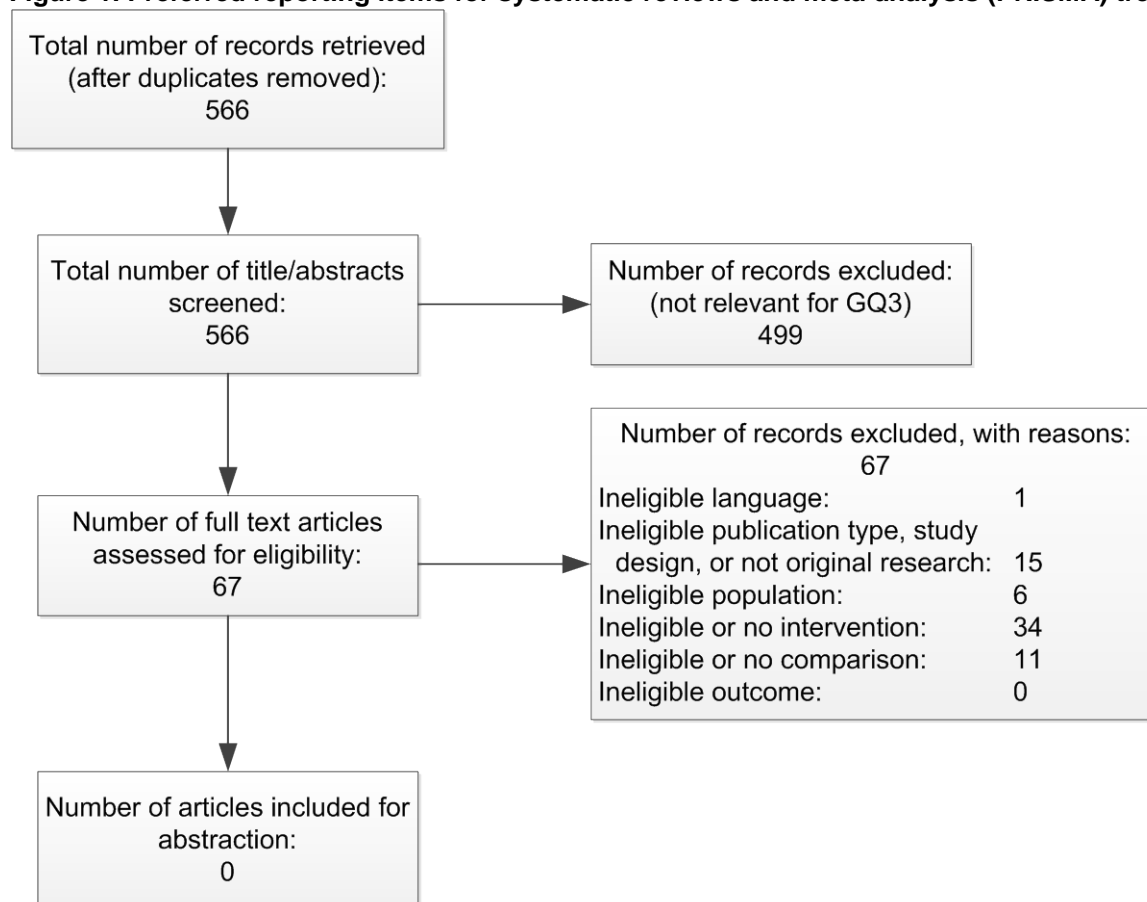 Total number of records retrieved
(after duplicates removed):
566
Total number of title/abstracts
screened:
566
Number of records excluded:
(not relevant for GQ3)
499
Number of full text articles
assessed for eligibility:
67
Number of records excluded, with reasons:
67
Ineligible language: 1
Ineligible publication type, study
design, or not original research: 15
Ineligible population: 6
Ineligible or no intervention: 34
Ineligible or no comparison: 11
Ineligible outcome: 0
Number of articles included for
abstraction:
0